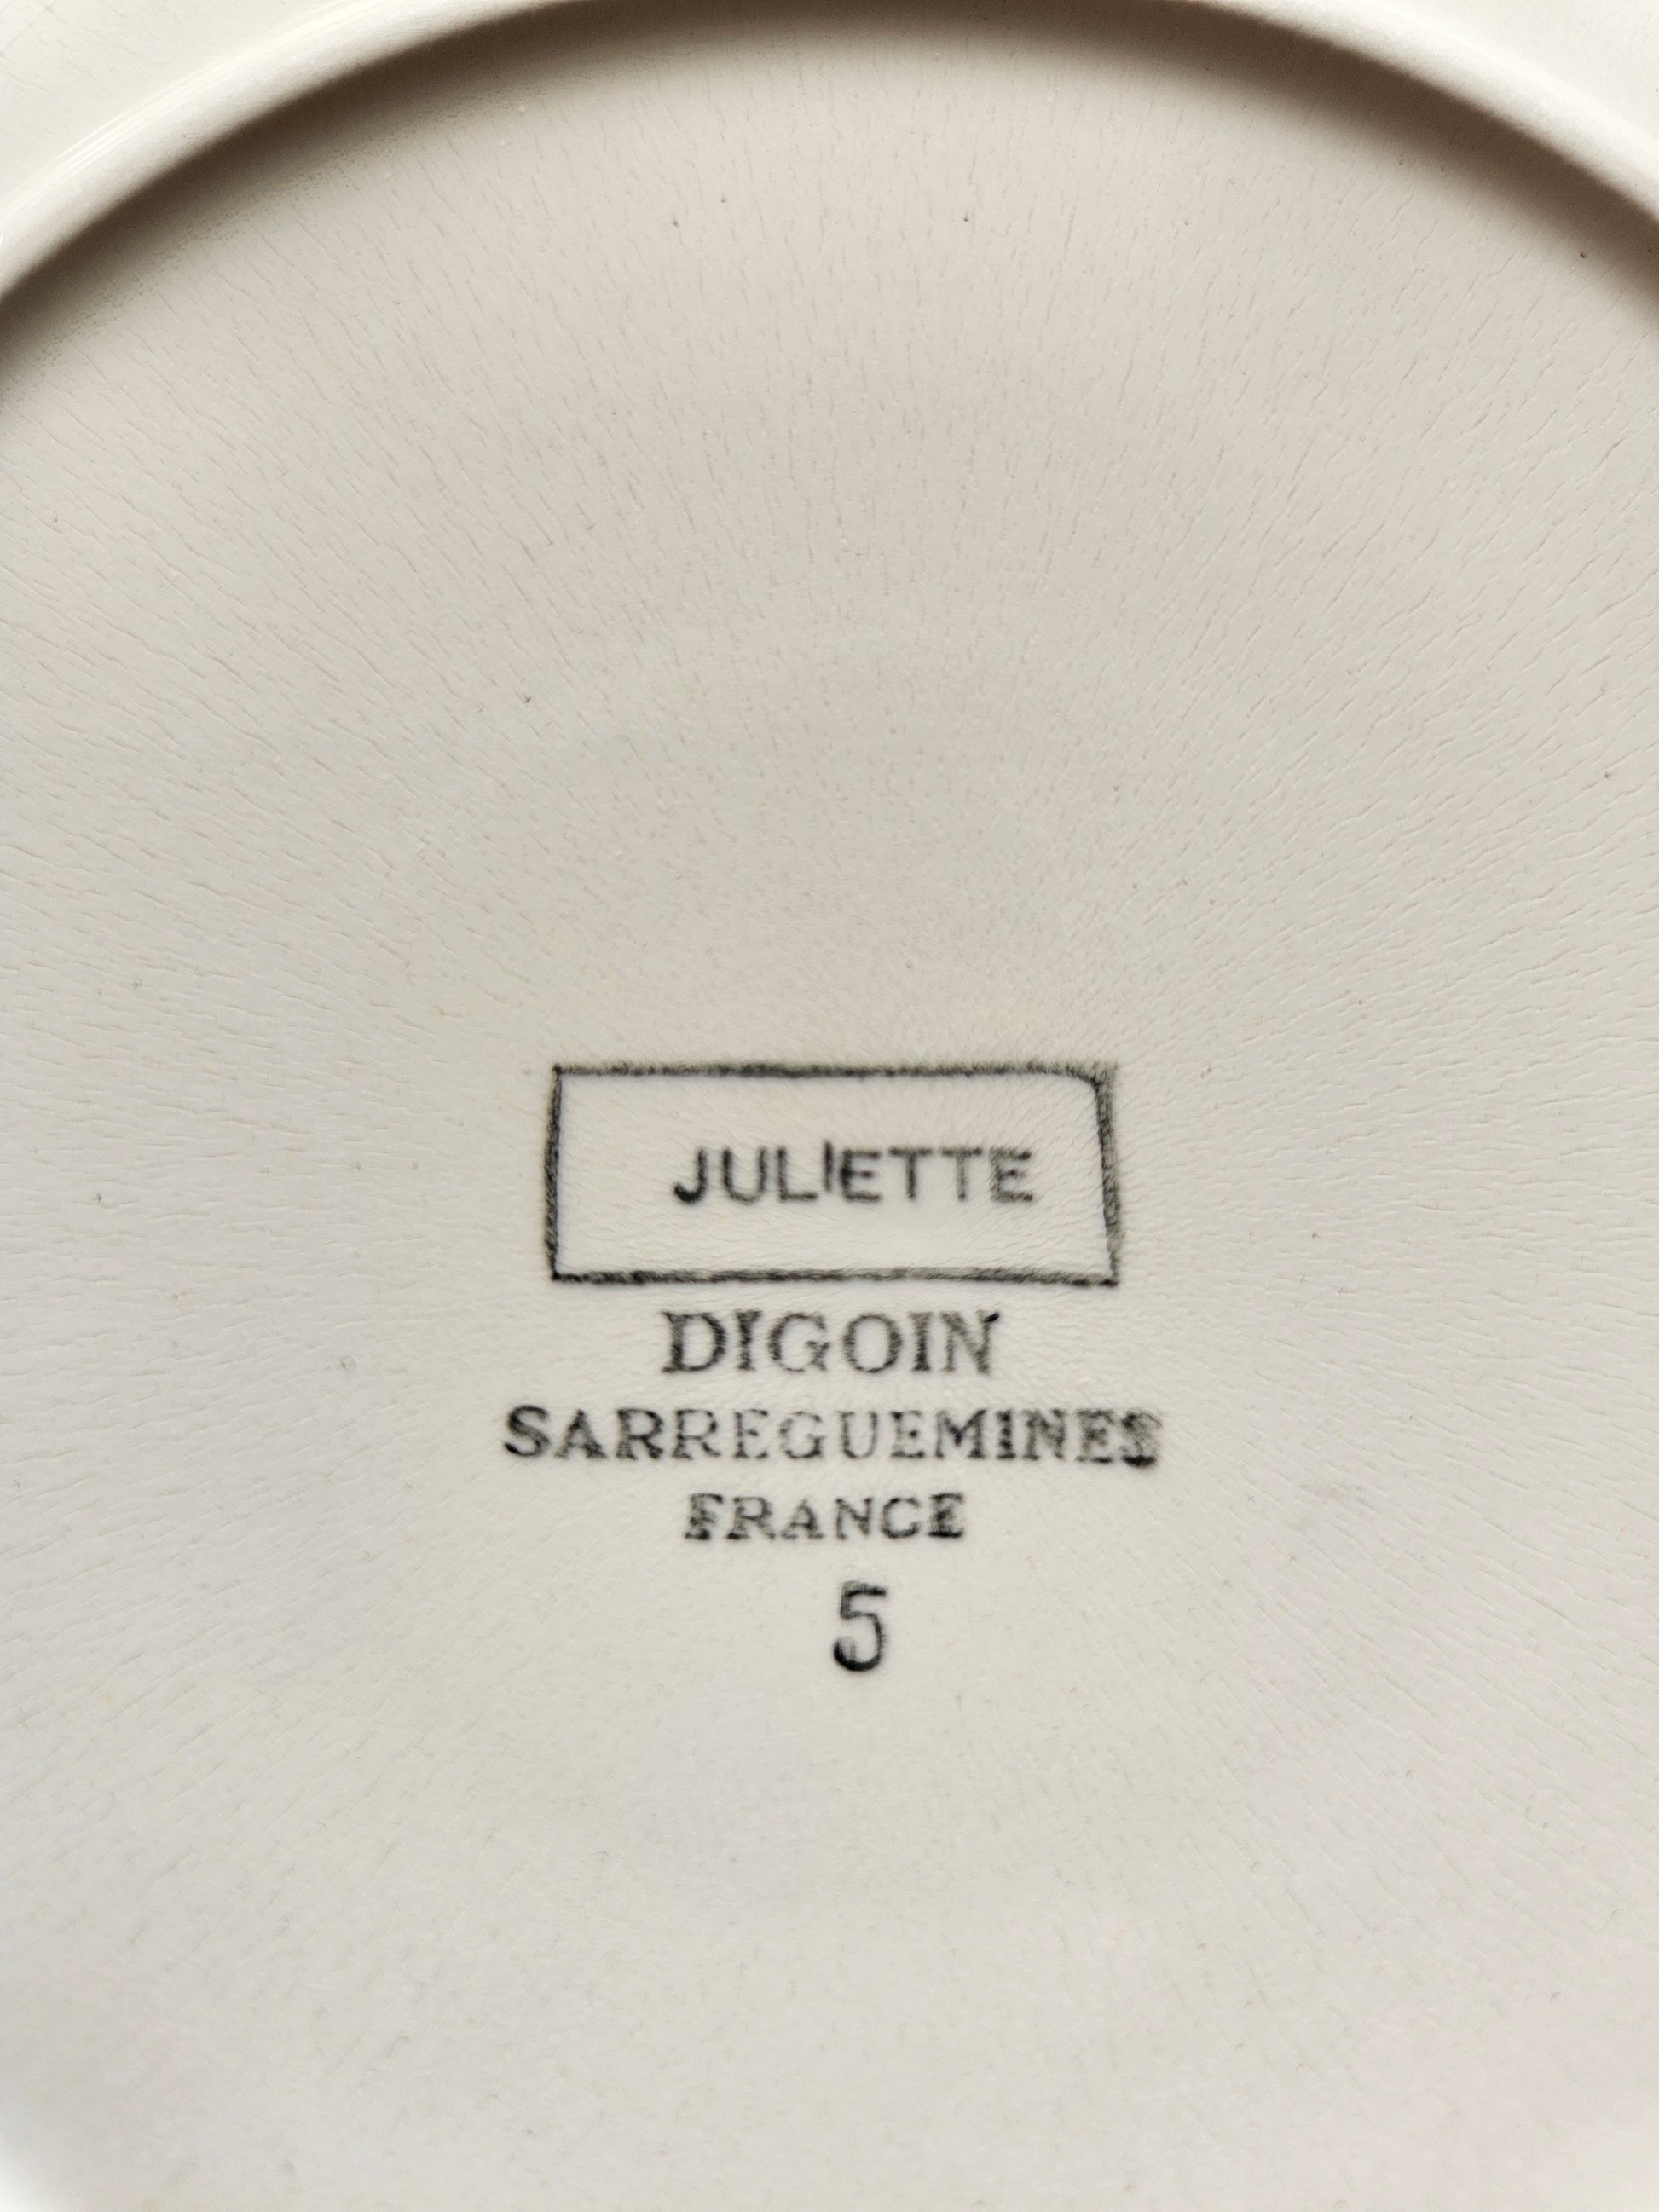 JULIETTE
DIGOIN
SARREGUEMINES
FRANCE
5